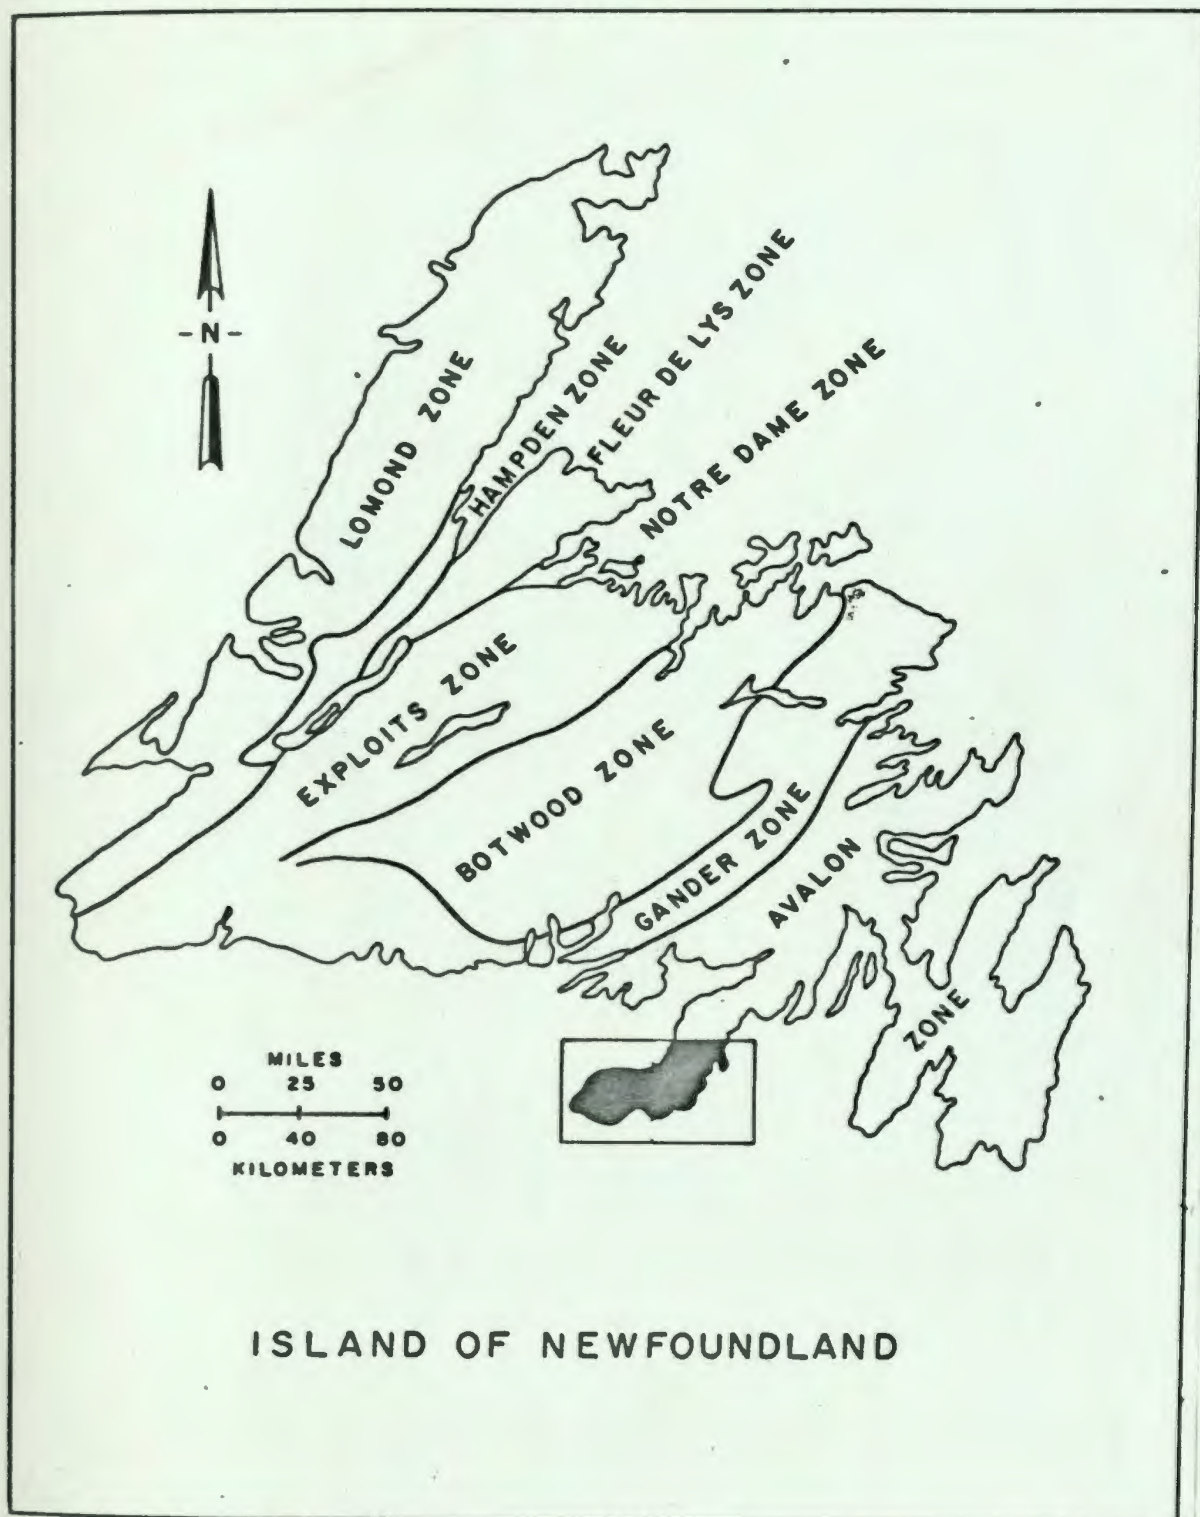 - N -
LOMOND ZONE
HAMPDEN ZONE
FLEUR DE LYS ZONE
NOTRE DAME ZONE
EXPLOITS ZONE
BOTWOOD ZONE
GANDER ZONE
AVALON ZONE
MILES
0 25 50
0 40 80
KILOMETERS
ISLAND OF NEWFOUNDLAND